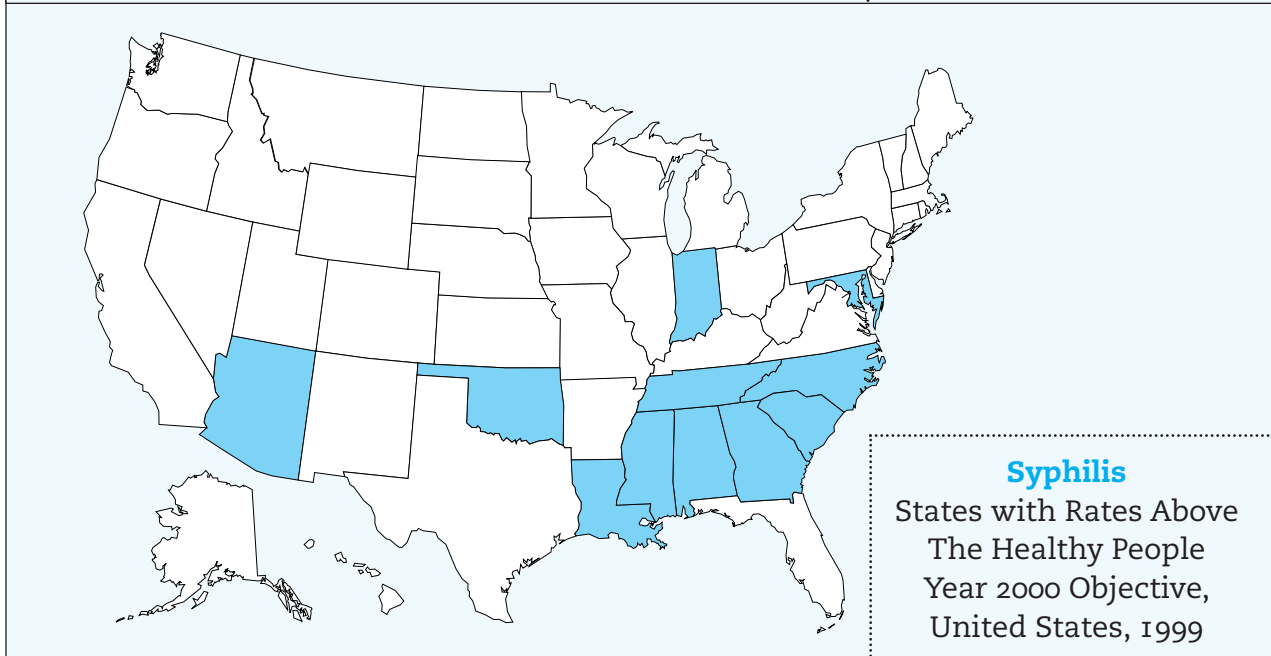 Syphilis
States with Rates Above
The Healthy People
Year 2000 Objective,
United States, 1999